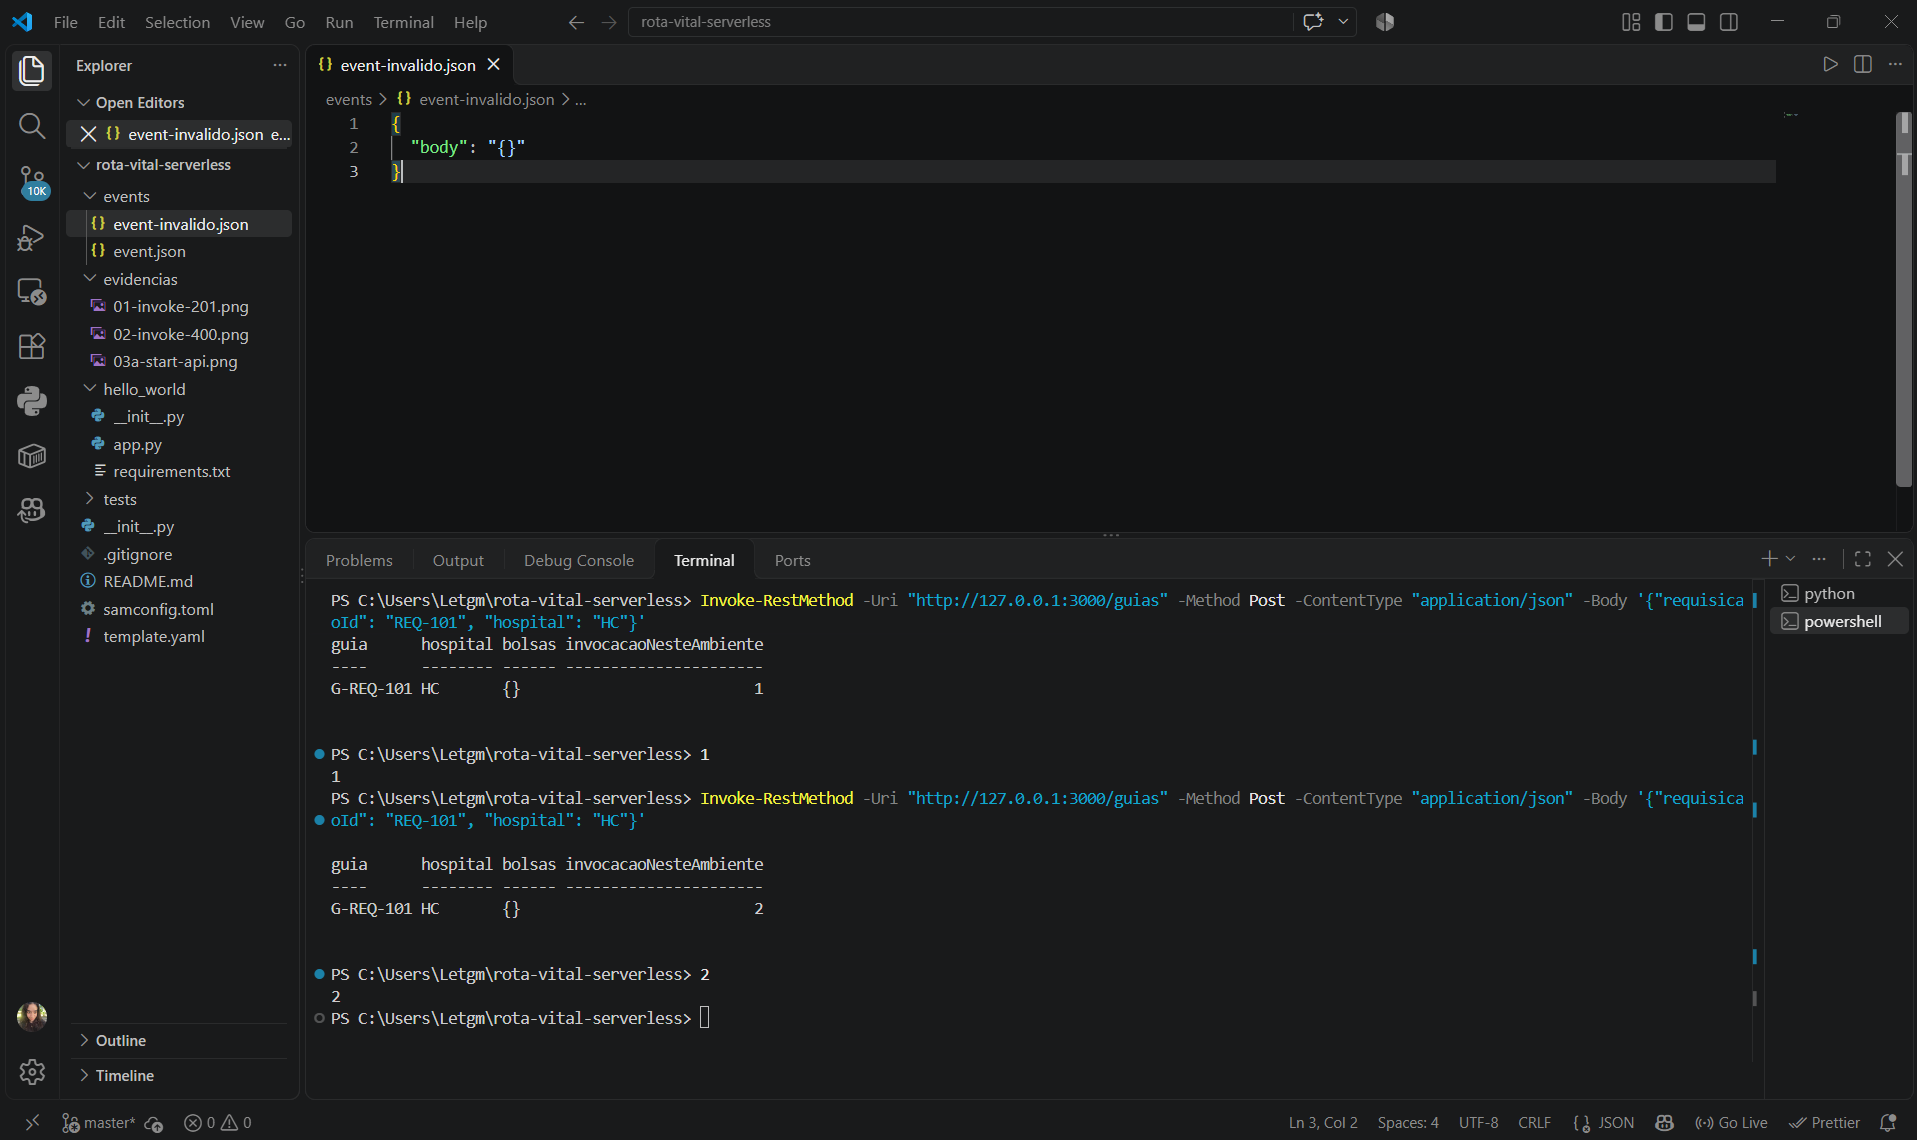 File Edit Selection View Go Run Terminal Help
rota-vital-serverless
Explorer
Open Editors
event-invalido.json e...
rota-vital-serverless
events
event-invalido.json
event.json
evidencias
01-invoke-201.png
02-invoke-400.png
03a-start-api.png
hello_world
__init__.py
app.py
requirements.txt
tests
__init__.py
.gitignore
README.md
samconfig.toml
template.yaml
Outline
Timeline
10K
event-invalido.json
events > event-invalido.json > ...
1 {
2 "body": "{}"
3 }
Problems Output Debug Console Terminal Ports
PS C:\Users\Letgm\rota-vital-serverless> Invoke-RestMethod -Uri "http://127.0.0.1:3000/guias" -Method Post -ContentType "application/json" -Body '{"requisica
oId": "REQ-101", "hospital": "HC"}'
guia hospital bolsas invocacaoNesteAmbiente
---- -------- ------ ----------------------
G-REQ-101 HC {} 1
PS C:\Users\Letgm\rota-vital-serverless> 1
1
PS C:\Users\Letgm\rota-vital-serverless> Invoke-RestMethod -Uri "http://127.0.0.1:3000/guias" -Method Post -ContentType "application/json" -Body '{"requisica
oId": "REQ-101", "hospital": "HC"}'
guia hospital bolsas invocacaoNesteAmbiente
---- -------- ------ ----------------------
G-REQ-101 HC {} 2
PS C:\Users\Letgm\rota-vital-serverless> 2
2
PS C:\Users\Letgm\rota-vital-serverless>
python
powershell
master* 0 0
Ln 3, Col 2 Spaces: 4 UTF-8 CRLF JSON Go Live Prettier